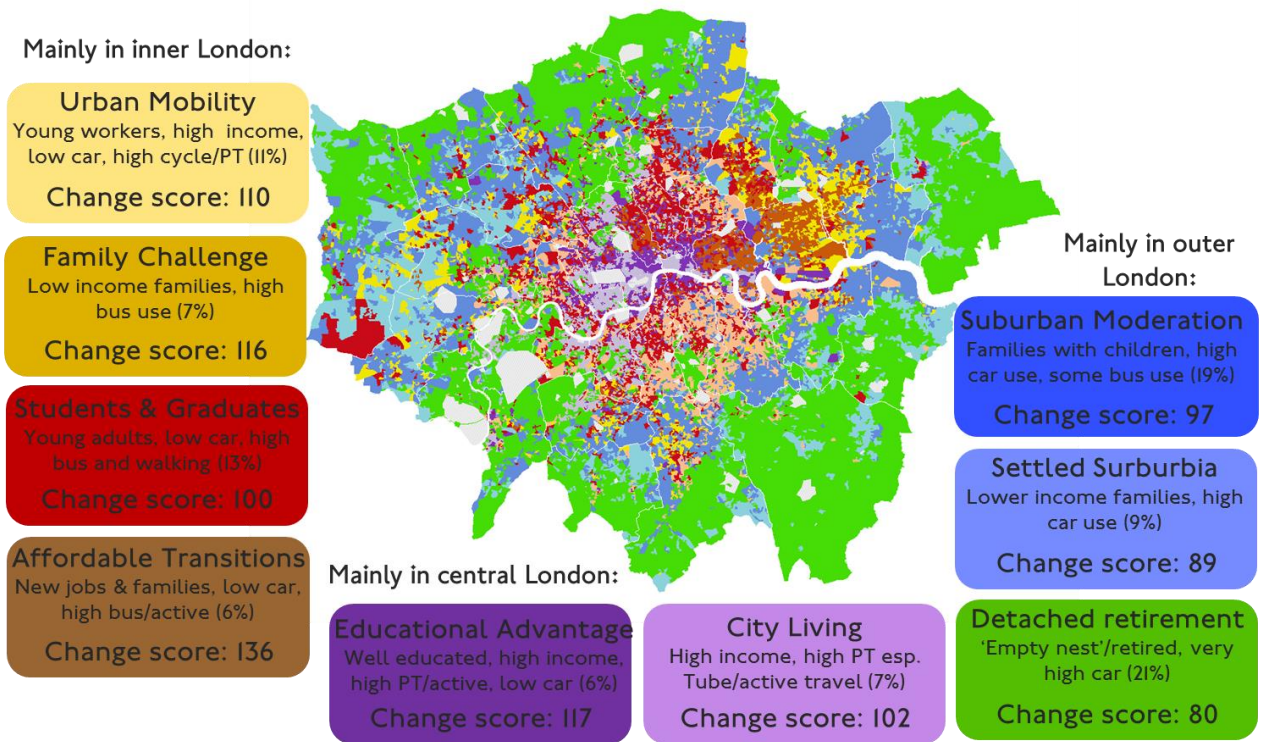 Mainly in inner London:
Urban Mobility
Young workers, high income,
low car, high cycle/PT (11%)
Change score: 110
Family Challenge
Low income families, high
bus use (7%)
Change score: 116
Students & Graduates
Young adults, low car, high
bus and walking (13%)
Change score: 100
Affordable Transitions
New jobs & families, low car,
high bus/active (6%)
Change score: 136
Mainly in central London:
Educational Advantage
Well educated, high income,
high PT/active, low car (6%)
Change score: 117
City Living
High income, high PT esp.
Tube/active travel (7%)
Change score: 102
Mainly in outer
London:
Suburban Moderation
Families with children, high
car use, some bus use (19%)
Change score: 97
Settled Surburbia
Lower income families, high
car use (9%)
Change score: 89
Detached retirement
'Empty nest'/retired, very
high car (21%)
Change score: 80